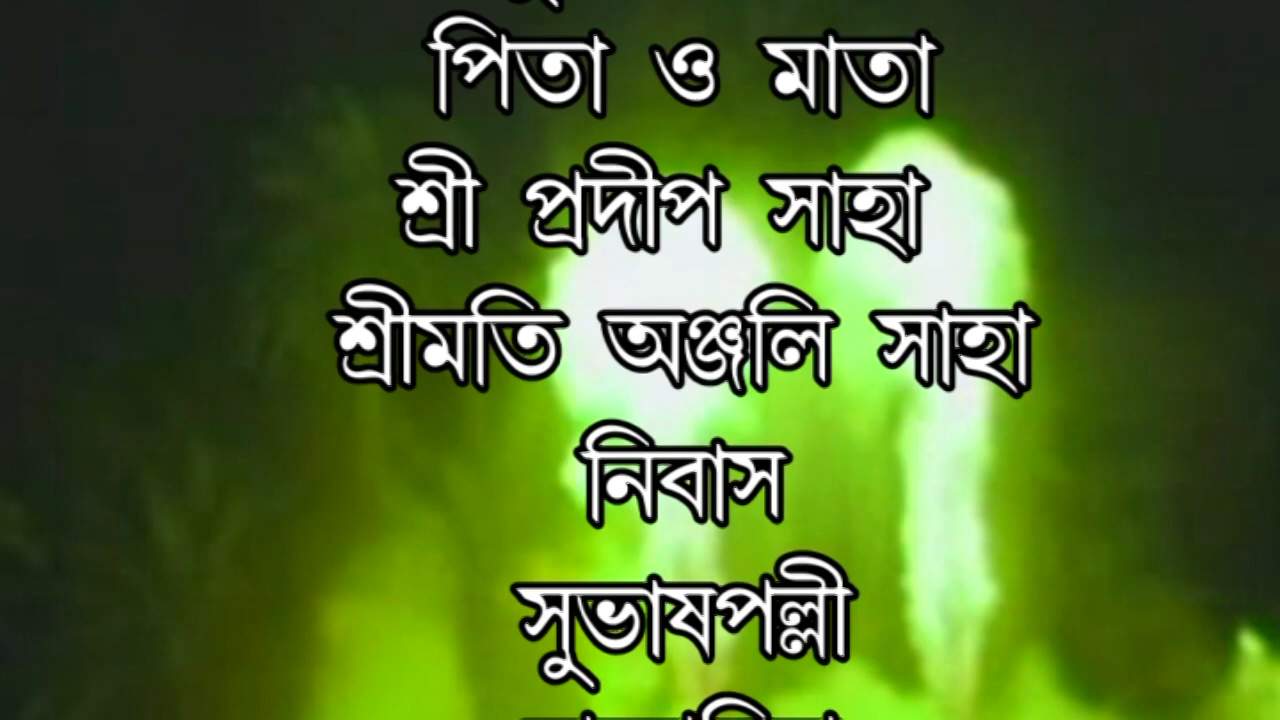 পিতা ও মাতা
শ্রী প্রদীপ সাহা
শ্রীমতি অঞ্জলি সাহা
নিবাস
সুভাষপল্লী